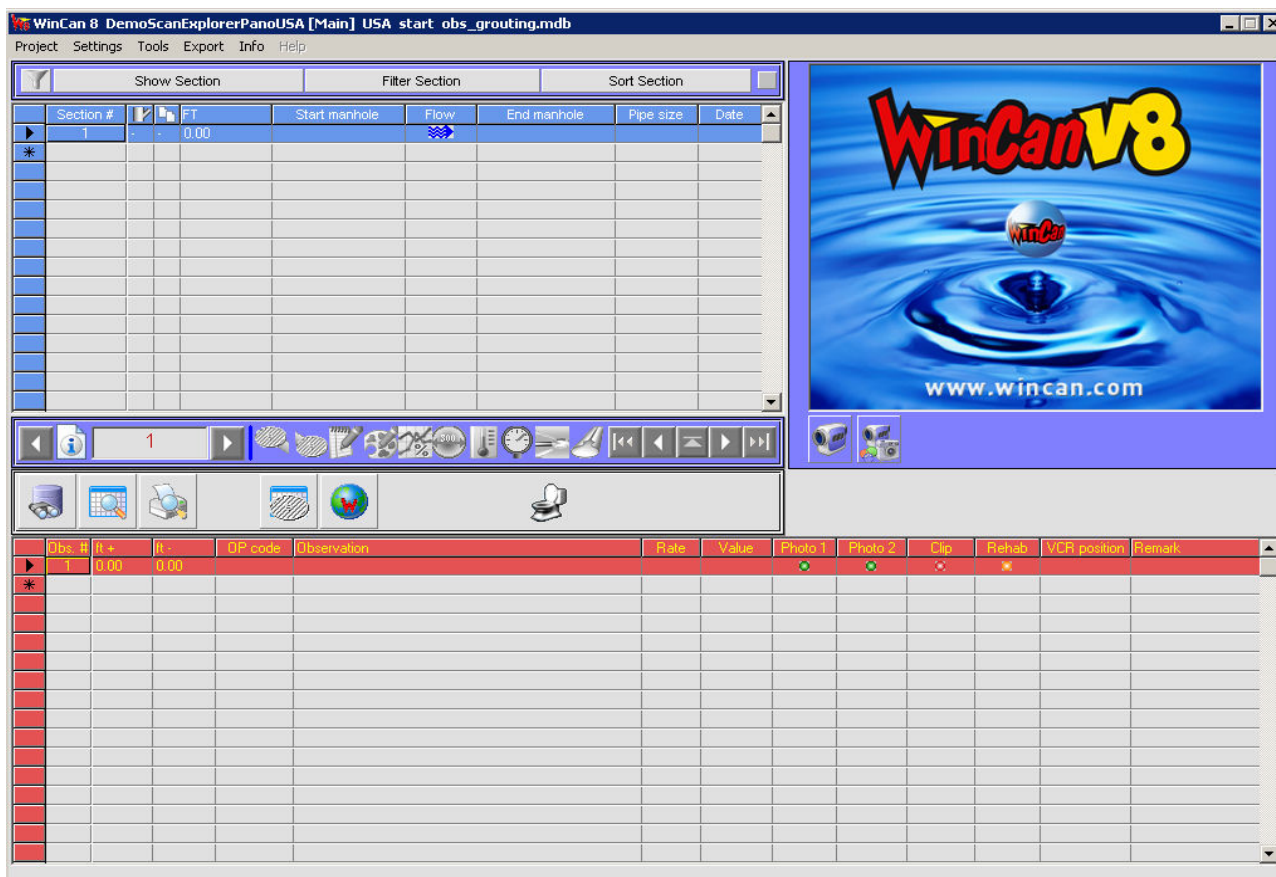 WinCan 8 DemoScanExplorerPanoUSA [Main] USA start obs_grouting.mdb
Project Settings Tools Export Info Help
Show Section Filter Section Sort Section
Section # FT Start manhole Flow End manhole Pipe size Date
1 - - 0.00
*
WinCanV8
WinCan
www.wincan.com
1
Obs. # ft + ft - OP code Observation Rate Value Photo 1 Photo 2 Clip Rehab VCR position Remark
1 0.00 0.00
*